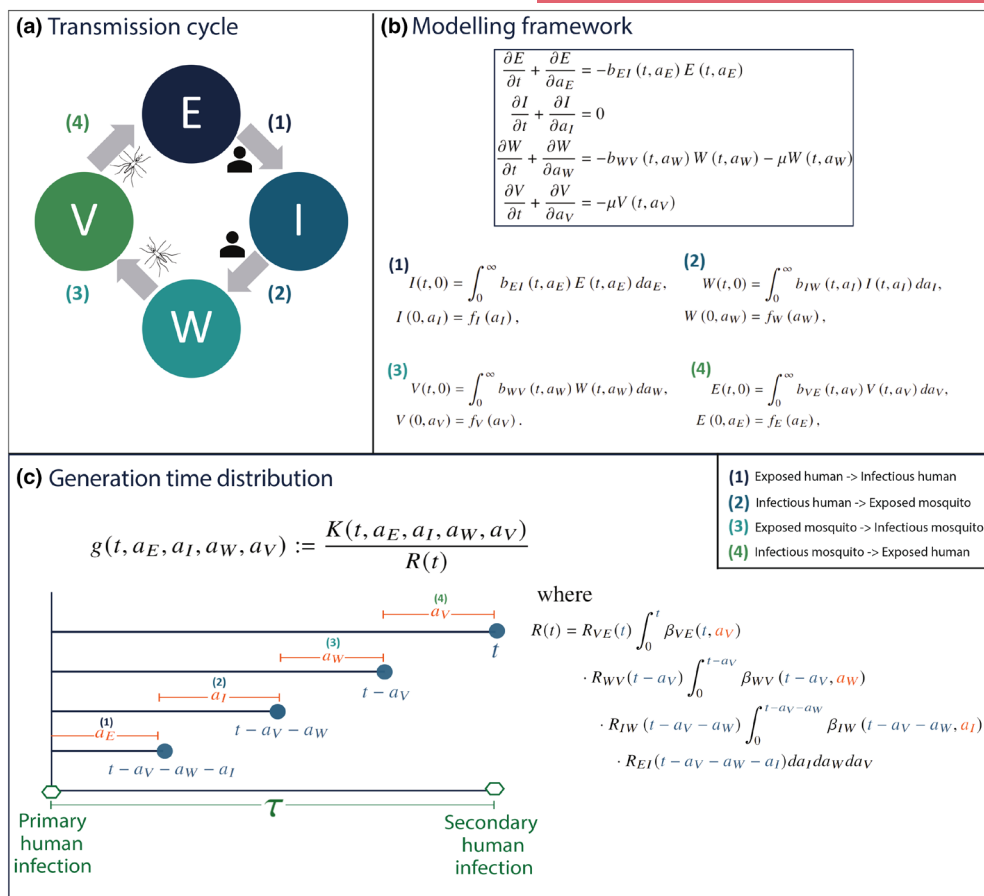 (a) Transmission cycle
E
(1)
I
(2)
W
(3)
V
(4)
(b) Modelling framework
∂E/∂t + ∂E/∂a_E = −b_EI (t, a_E) E (t, a_E)
∂I/∂t + ∂I/∂a_I = 0
∂W/∂t + ∂W/∂a_W = −b_WV (t, a_W) W (t, a_W) − μW (t, a_W)
∂V/∂t + ∂V/∂a_V = −μV (t, a_V)
(1)
I(t, 0) = ∫_0^∞ b_EI (t, a_E) E (t, a_E) da_E,
I (0, a_I) = f_I (a_I) ,
(2)
W(t, 0) = ∫_0^∞ b_IW (t, a_I) I (t, a_I) da_I,
W (0, a_W) = f_W (a_W) ,
(3)
V(t, 0) = ∫_0^∞ b_WV (t, a_W) W (t, a_W) da_W,
V (0, a_V) = f_V (a_V) .
(4)
E(t, 0) = ∫_0^∞ b_VE (t, a_V) V (t, a_V) da_V,
E (0, a_E) = f_E (a_E) ,
(c) Generation time distribution
(1) Exposed human -> Infectious human
(2) Infectious human -> Exposed mosquito
(3) Exposed mosquito -> Infectious mosquito
(4) Infectious mosquito -> Exposed human
g(t, a_E, a_I, a_W, a_V) := K(t, a_E, a_I, a_W, a_V) / R(t)
(4)
a_V
t
(3)
a_W
t − a_V
(2)
a_I
t − a_V − a_W
(1)
a_E
t − a_V − a_W − a_I
τ
Primary
human
infection
Secondary
human
infection
where
R(t) = R_VE(t) ∫_0^t β_VE (t, a_V)
· R_WV(t − a_V) ∫_0^{t−a_V} β_WV (t − a_V, a_W)
· R_IW (t − a_V − a_W) ∫_0^{t−a_V−a_W} β_IW (t − a_V − a_W, a_I)
· R_EI(t − a_V − a_W − a_I)da_I da_W da_V